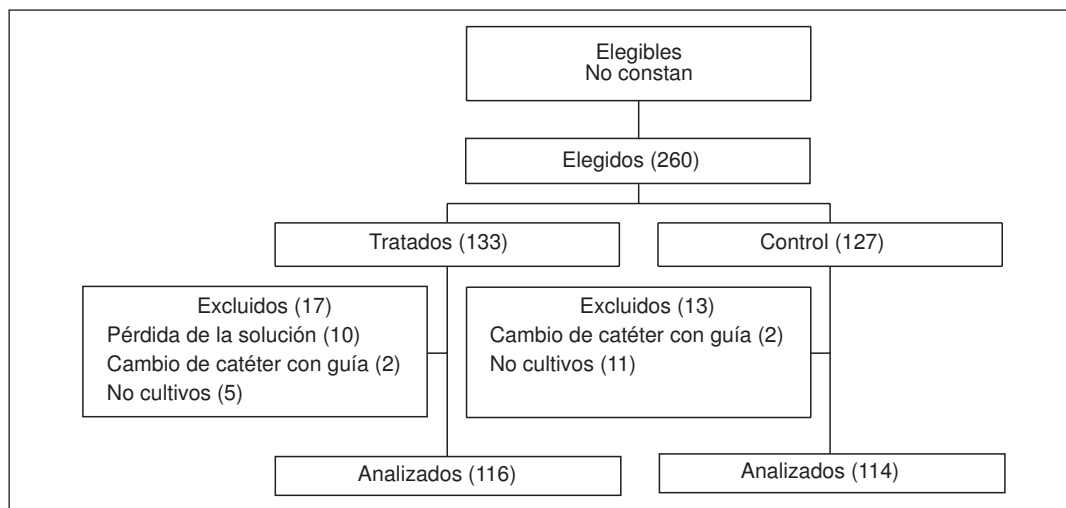 Elegibles
No constan
Elegidos (260)
Tratados (133)
Control (127)
Excluidos (17)
Pérdida de la solución (10)
Cambio de catéter con guía (2)
No cultivos (5)
Excluidos (13)
Cambio de catéter con guía (2)
No cultivos (11)
Analizados (116)
Analizados (114)